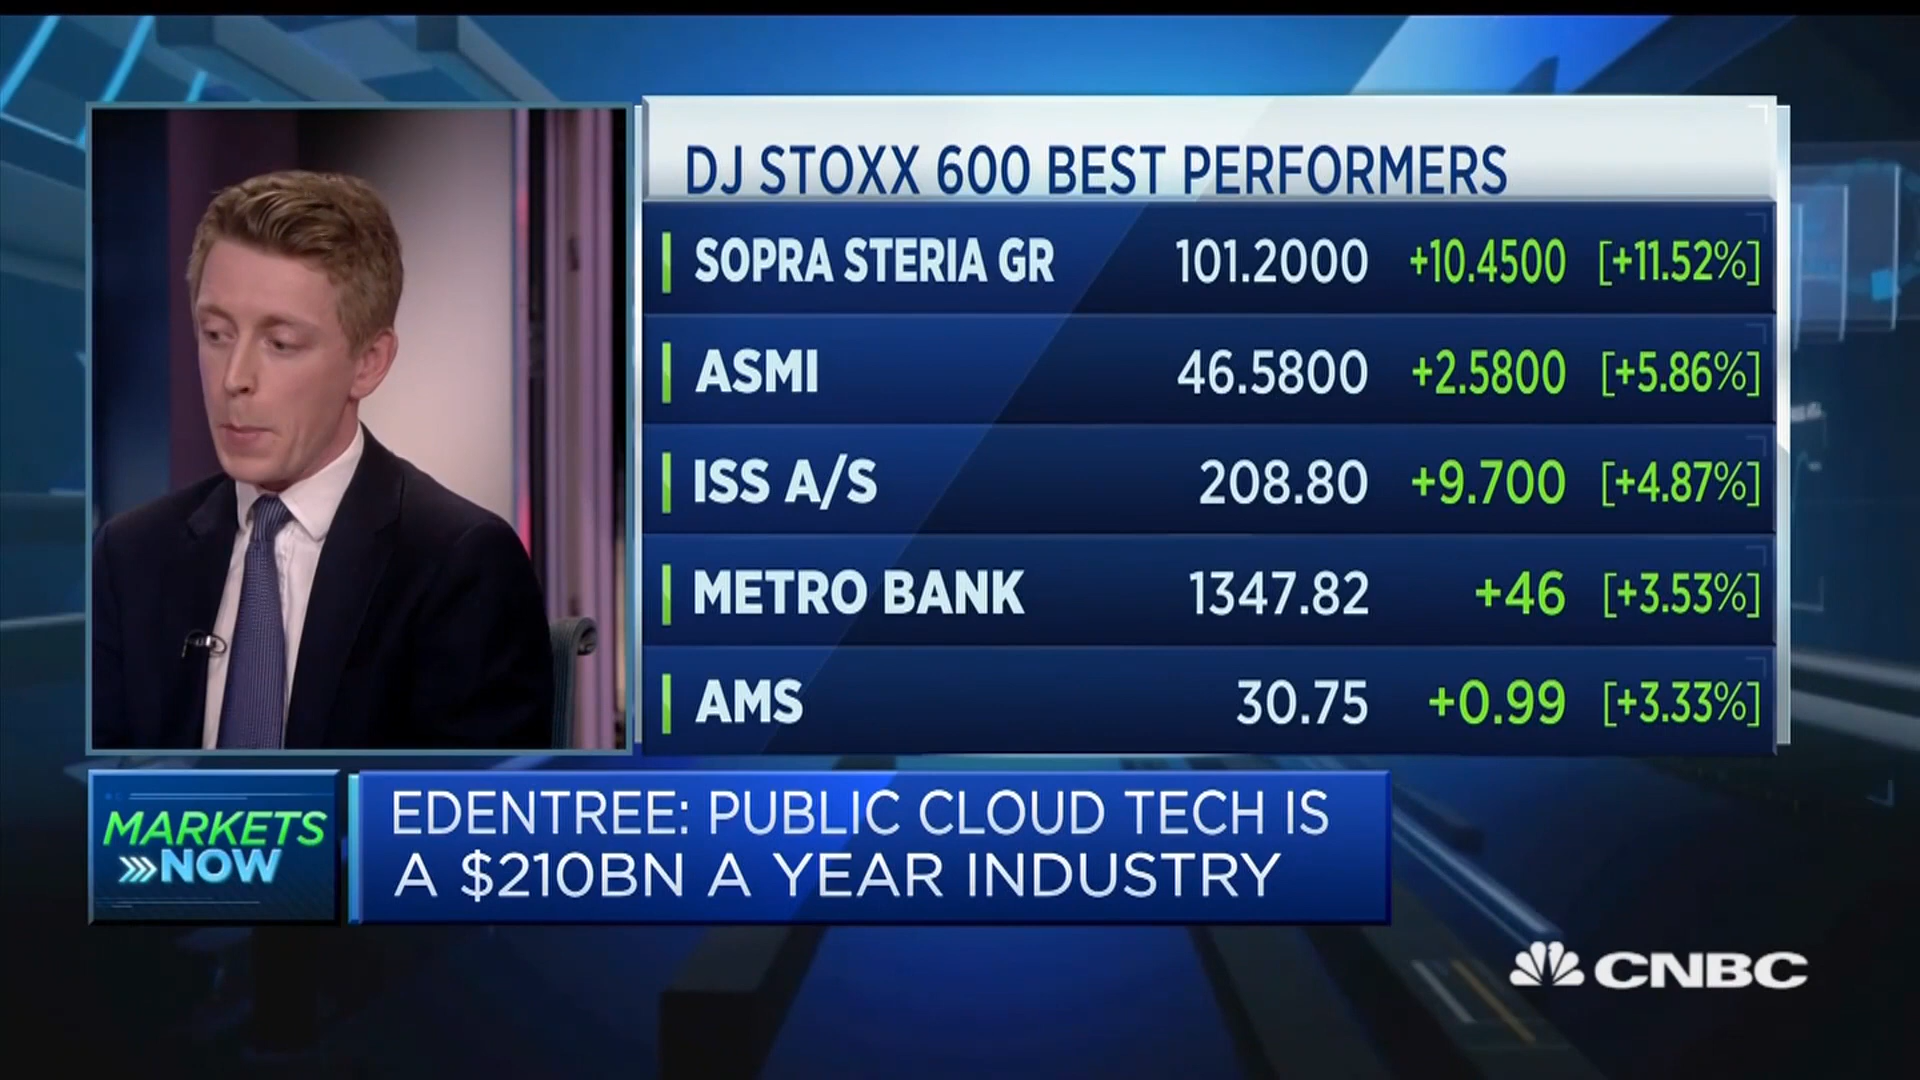 DJ STOXX 600 BEST PERFORMERS
SOPRA STERIA GR 101.2000 +10.4500 [+11.52%]
ASMI 46.5800 +2.5800 [+5.86%]
ISS A/S 208.80 +9.700 [+4.87%]
METRO BANK 1347.82 +46 [+3.53%]
AMS 30.75 +0.99 [+3.33%]
MARKETS
NOW
EDENTREE: PUBLIC CLOUD TECH IS
A $210BN A YEAR INDUSTRY
CNBC